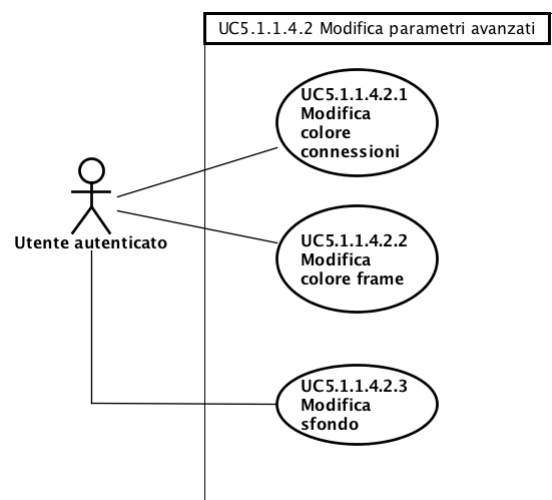 UC5.1.1.4.2 Modifica parametri avanzati
UC5.1.1.4.2.1
Modifica
colore
connessioni
Utente autenticato
UC5.1.1.4.2.2
Modifica
colore frame
UC5.1.1.4.2.3
Modifica
sfondo